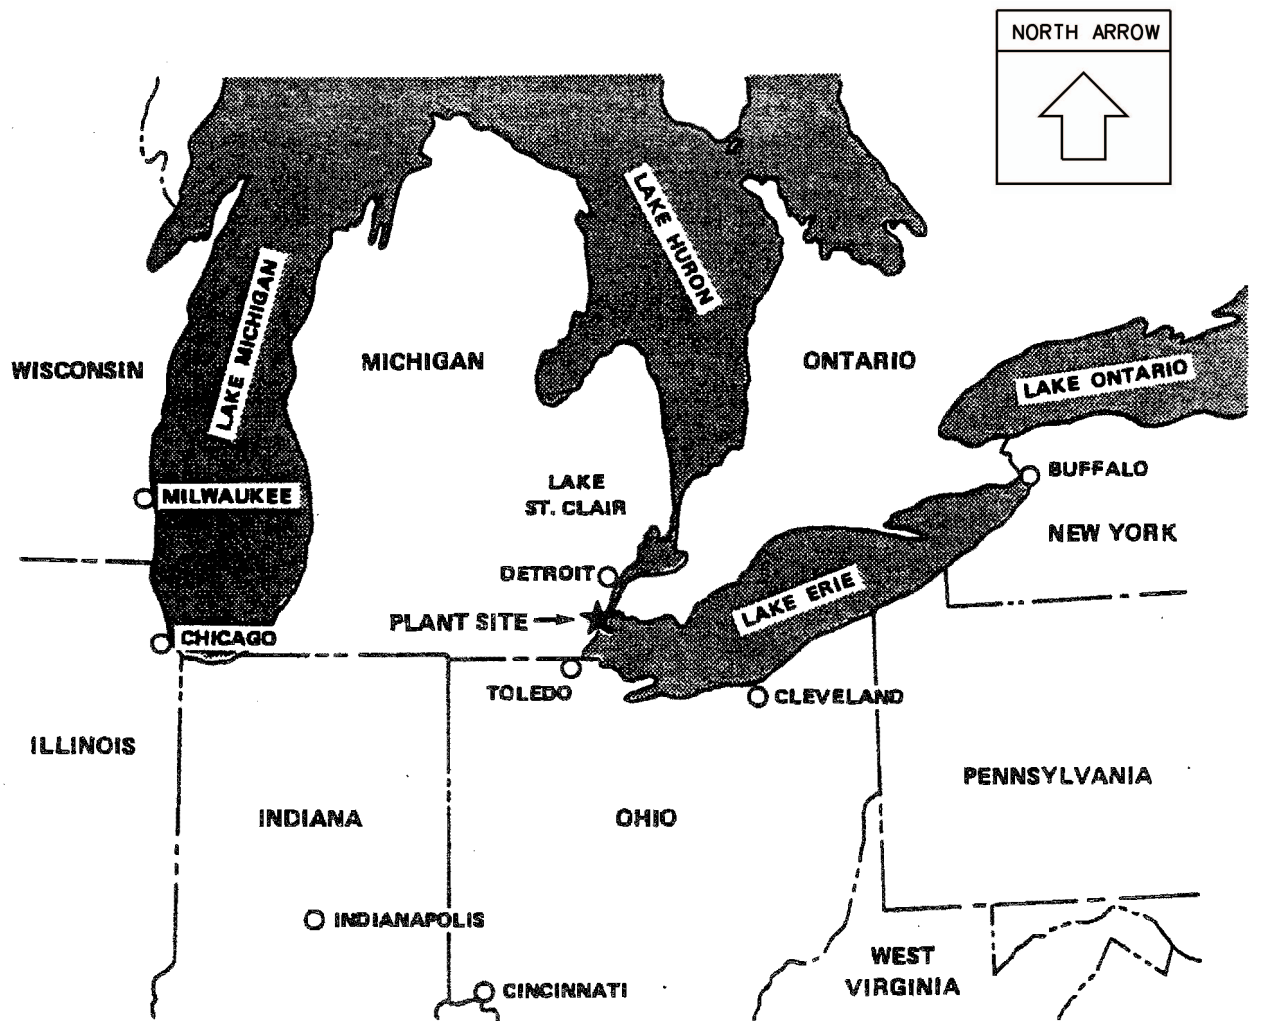 NORTH ARROW
LAKE HURON
LAKE MICHIGAN
WISCONSIN
MICHIGAN
ONTARIO
LAKE ONTARIO
BUFFALO
LAKE
ST. CLAIR
MILWAUKEE
NEW YORK
DETROIT
LAKE ERIE
PLANT SITE
CHICAGO
TOLEDO
CLEVELAND
ILLINOIS
PENNSYLVANIA
INDIANA
OHIO
INDIANAPOLIS
WEST
VIRGINIA
CINCINNATI